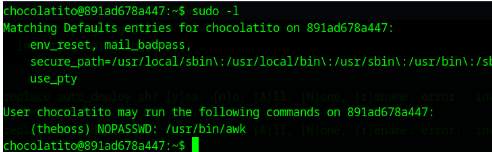 chocolatito@891ad678a447:~$ sudo -l
Matching Defaults entries for chocolatito on 891ad678a447:
    env_reset, mail_badpass,
    secure_path=/usr/local/sbin\:/usr/local/bin\:/usr/sbin\:/usr/bin\:/sb
    use_pty

User chocolatito may run the following commands on 891ad678a447:
    (theboss) NOPASSWD: /usr/bin/awk
chocolatito@891ad678a447:~$